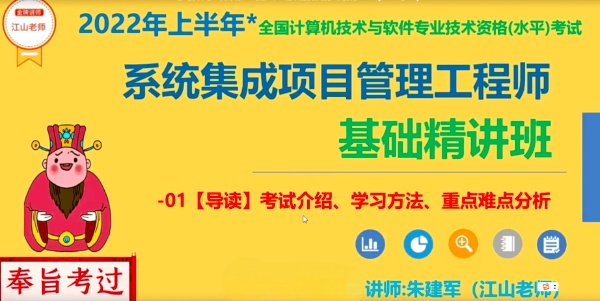 金牌讲师
江山老师
2022年上半年*全国计算机技术与软件专业技术资格(水平)考试
系统集成项目管理工程师
基础精讲班
-01【导读】考试介绍、学习方法、重点难点分析
奉旨考过
讲师:朱建军（江山老师）